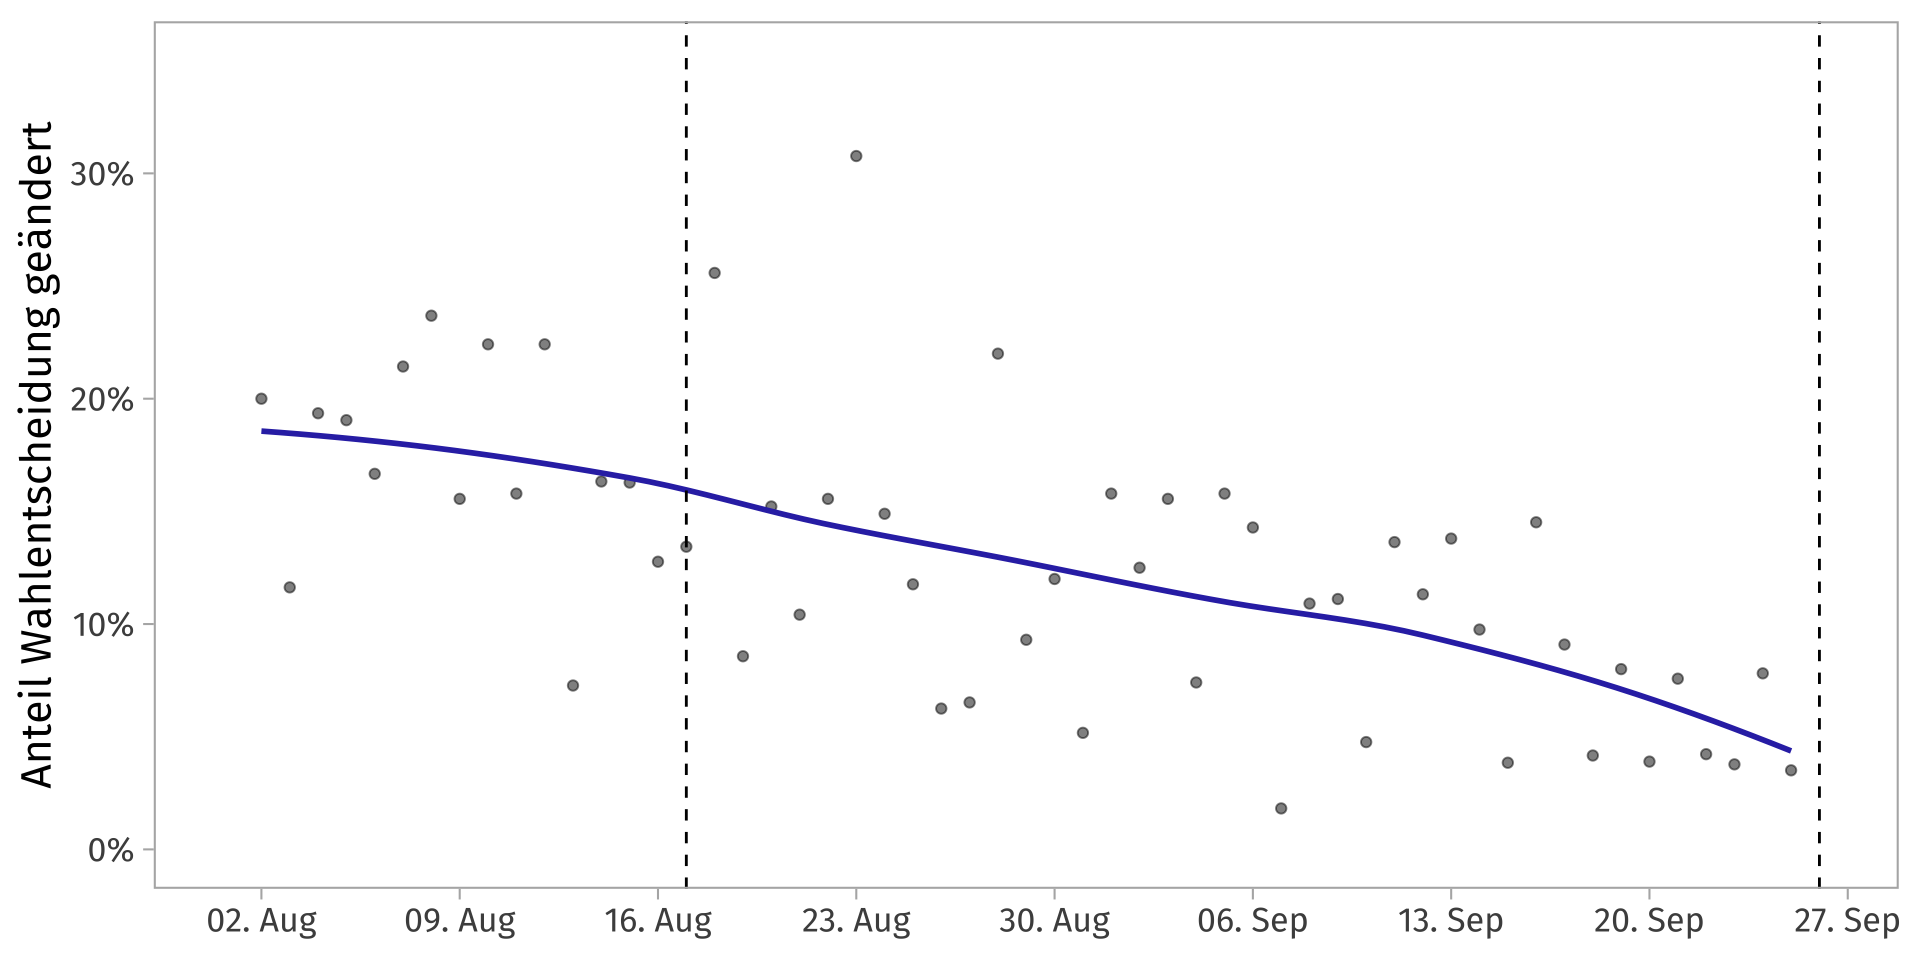 Anteil Wahlentscheidung geändert
30%
20%
10%
0%
02. Aug
09. Aug
16. Aug
23. Aug
30. Aug
06. Sep
13. Sep
20. Sep
27. Sep